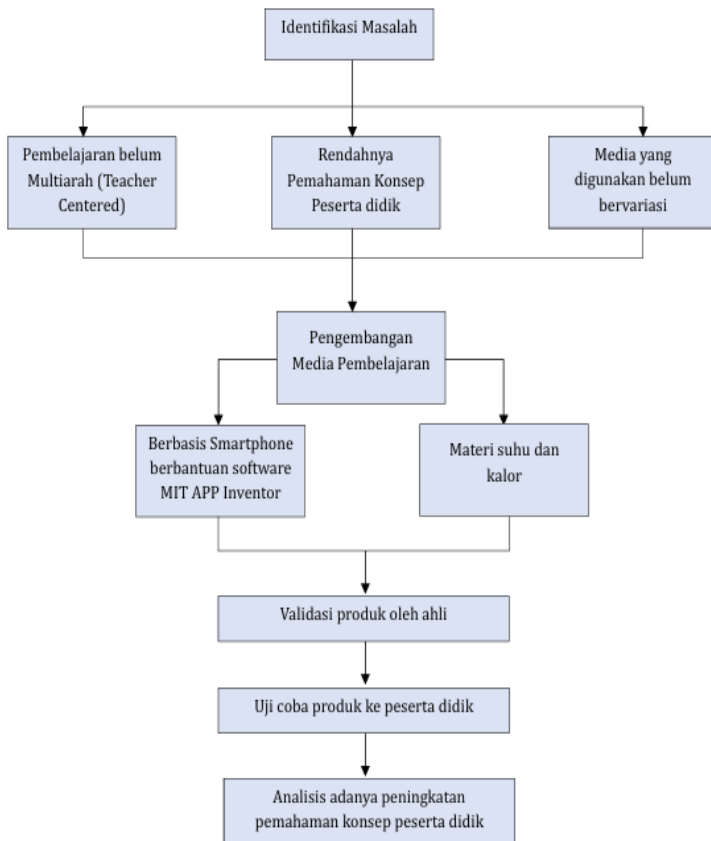 Identifikasi Masalah
Pembelajaran belum
Multiarah (Teacher
Centered)
Rendahnya
Pemahaman Konsep
Peserta didik
Media yang
digunakan belum
bervariasi
Pengembangan
Media Pembelajaran
Berbasis Smartphone
berbantuan software
MIT APP Inventor
Materi suhu dan
kalor
Validasi produk oleh ahli
Uji coba produk ke peserta didik
Analisis adanya peningkatan
pemahaman konsep peserta didik